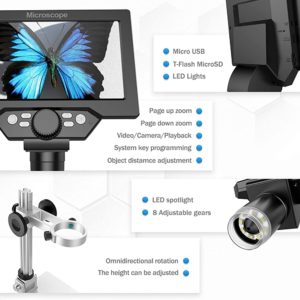 Microscope
Micro USB
T-Flash MicroSD
LED Lights
Page up zoom
Page down zoom
Video/Camera/Playback
System key programming
Object distamce adjustment
LED spotlight
8 Adjustable gears
Omnidirectional rotation
The height can be adjusted